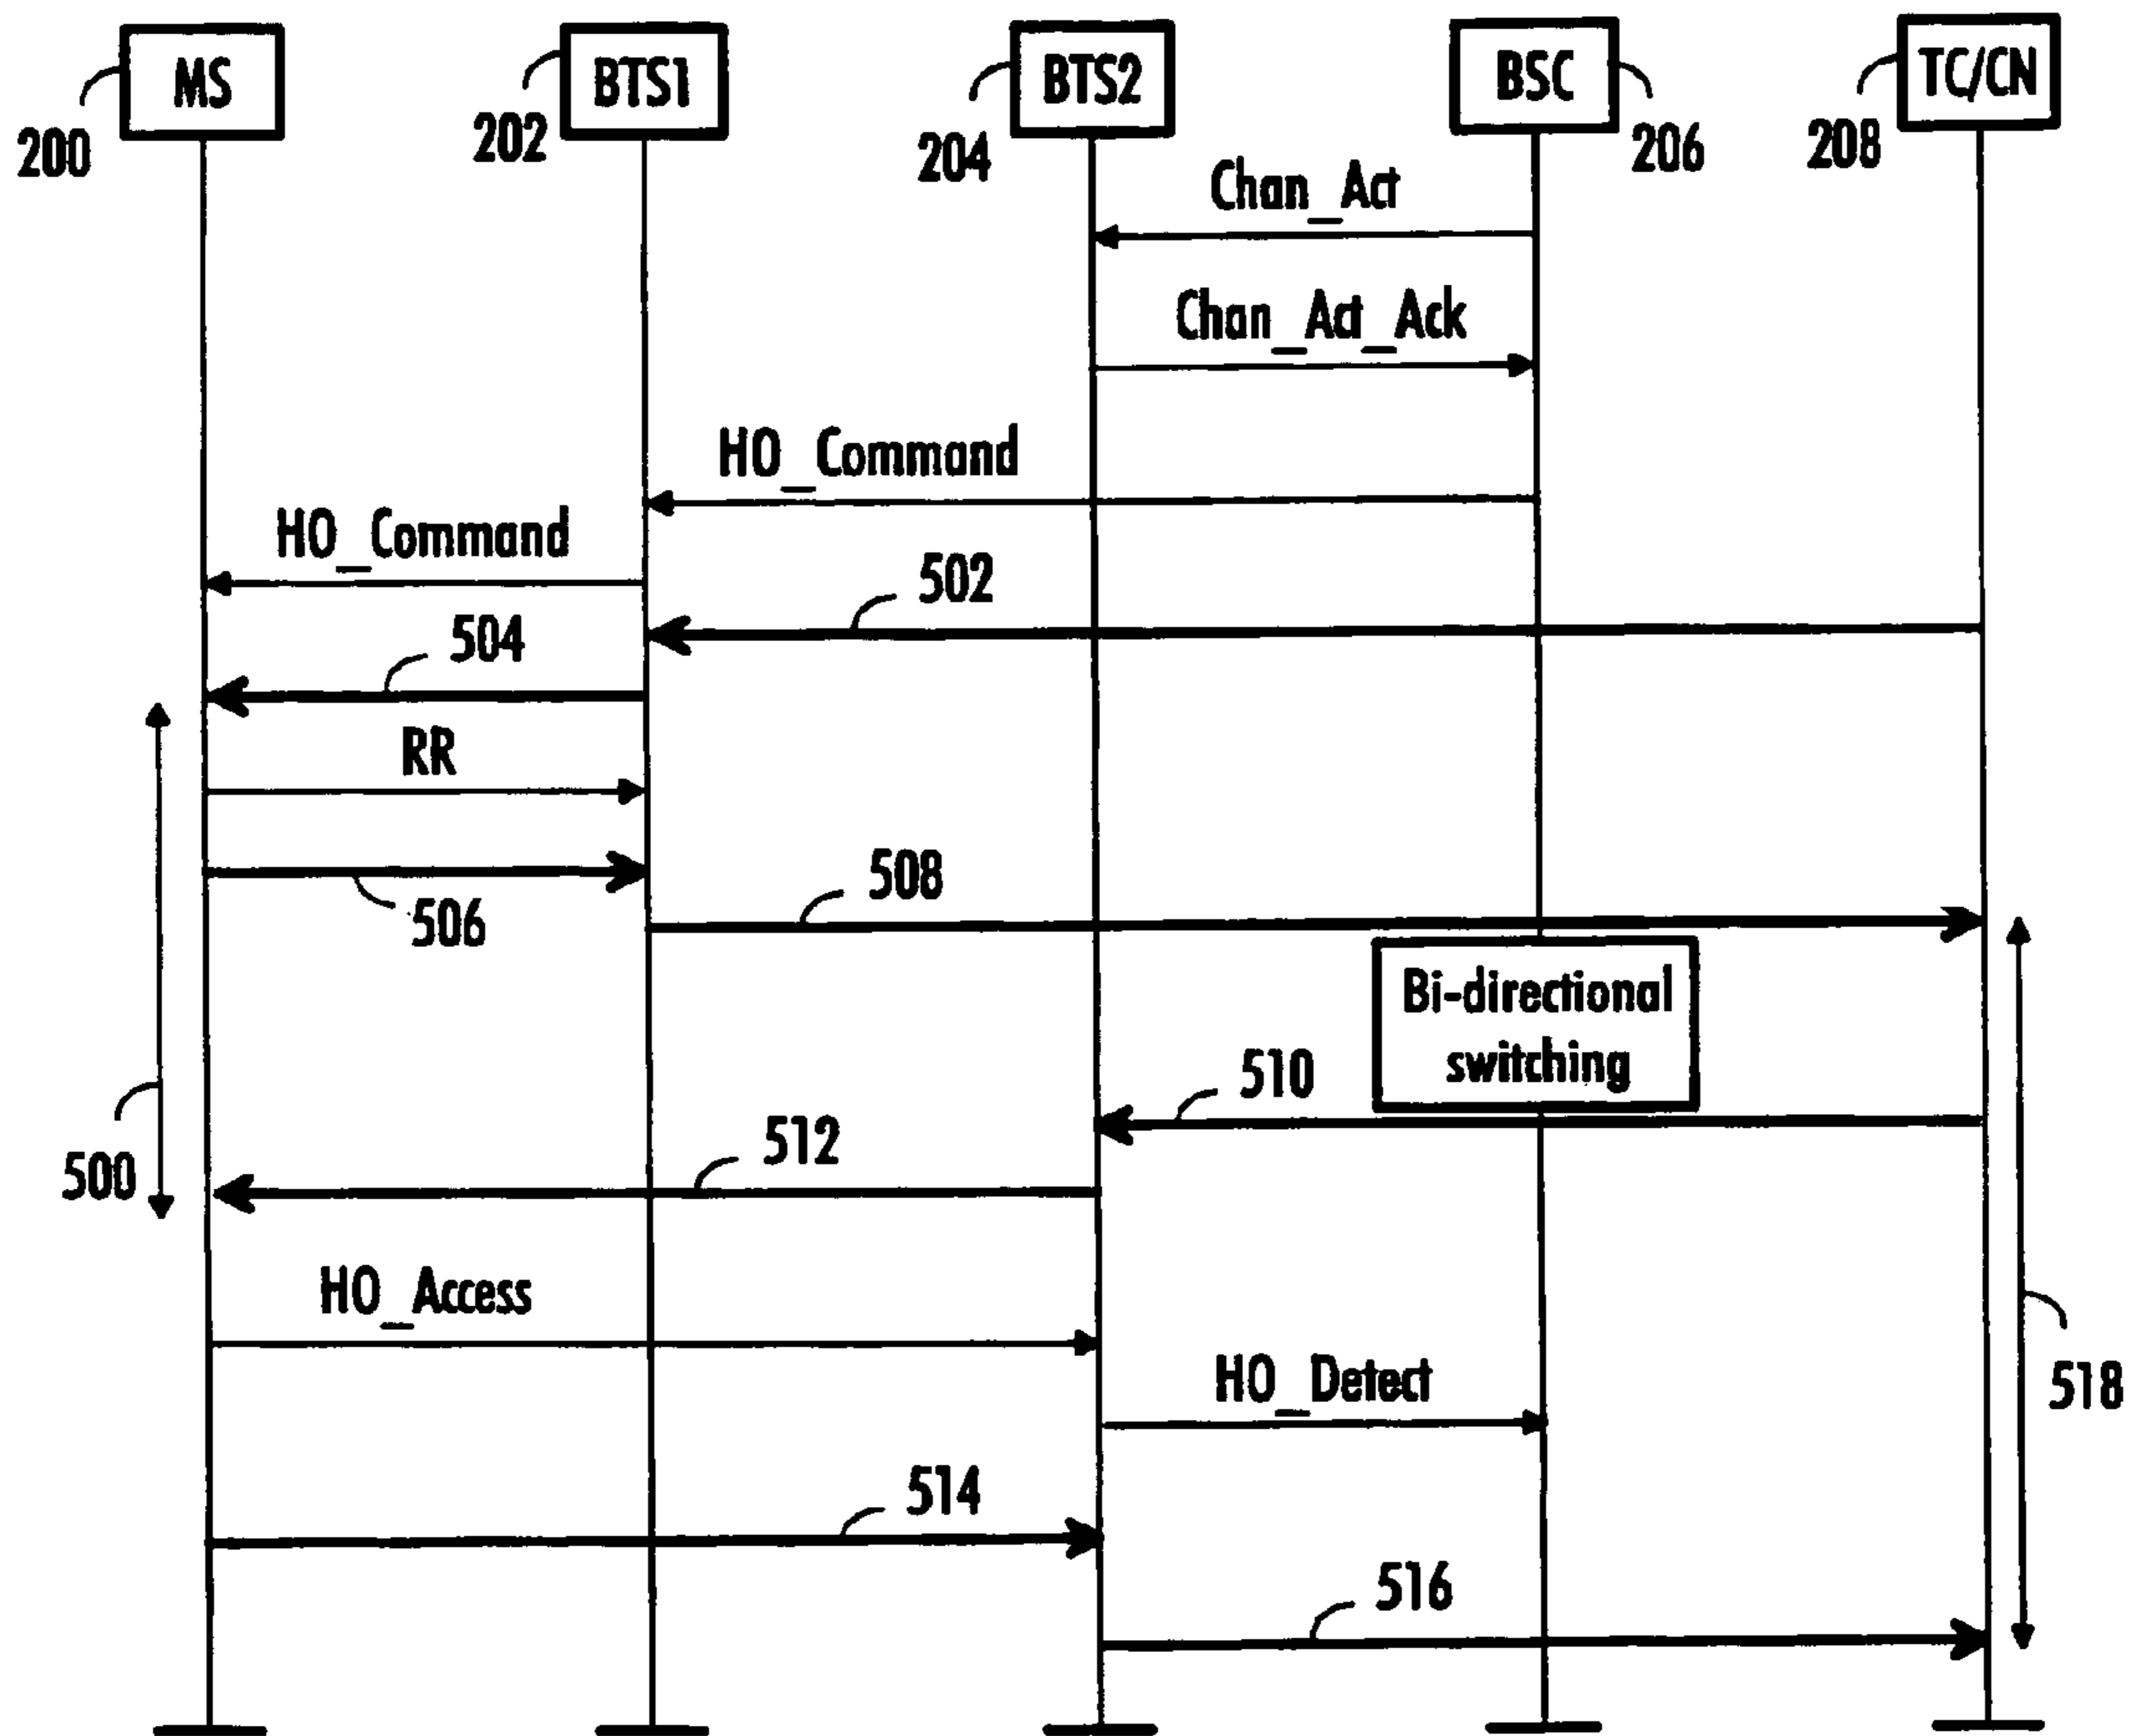 MS
BTS1
BTS2
BSC
TC/CN
200
202
204
206
208
Chan_Act
Chan_Act_Ack
HO_Command
HO_Command
502
504
RR
506
508
Bi-directional
switching
510
512
500
HO_Access
HO_Detect
518
514
516